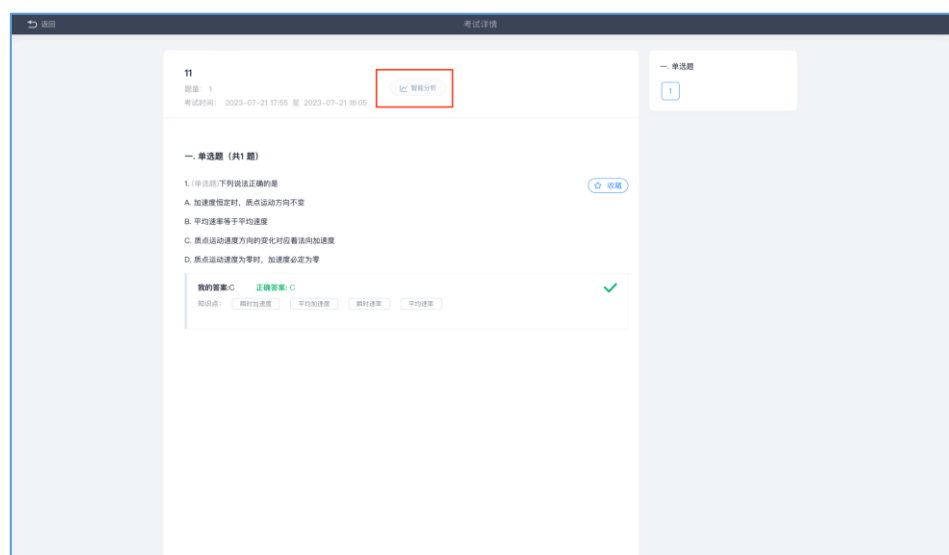 返回
考试详情
11
题量： 1
智能分析
考试时间： 2023-07-21 17:55 至 2023-07-21 18:05
一. 单选题
1
一. 单选题（共1 题）
1. (单选题)下列说法正确的是
收藏
A. 加速度恒定时，质点运动方向不变
B. 平均速率等于平均速度
C. 质点运动速度方向的变化对应着法向加速度
D. 质点运动速度为零时，加速度必定为零
我的答案:C 正确答案: C
知识点： 瞬时加速度 平均加速度 瞬时速率 平均速率